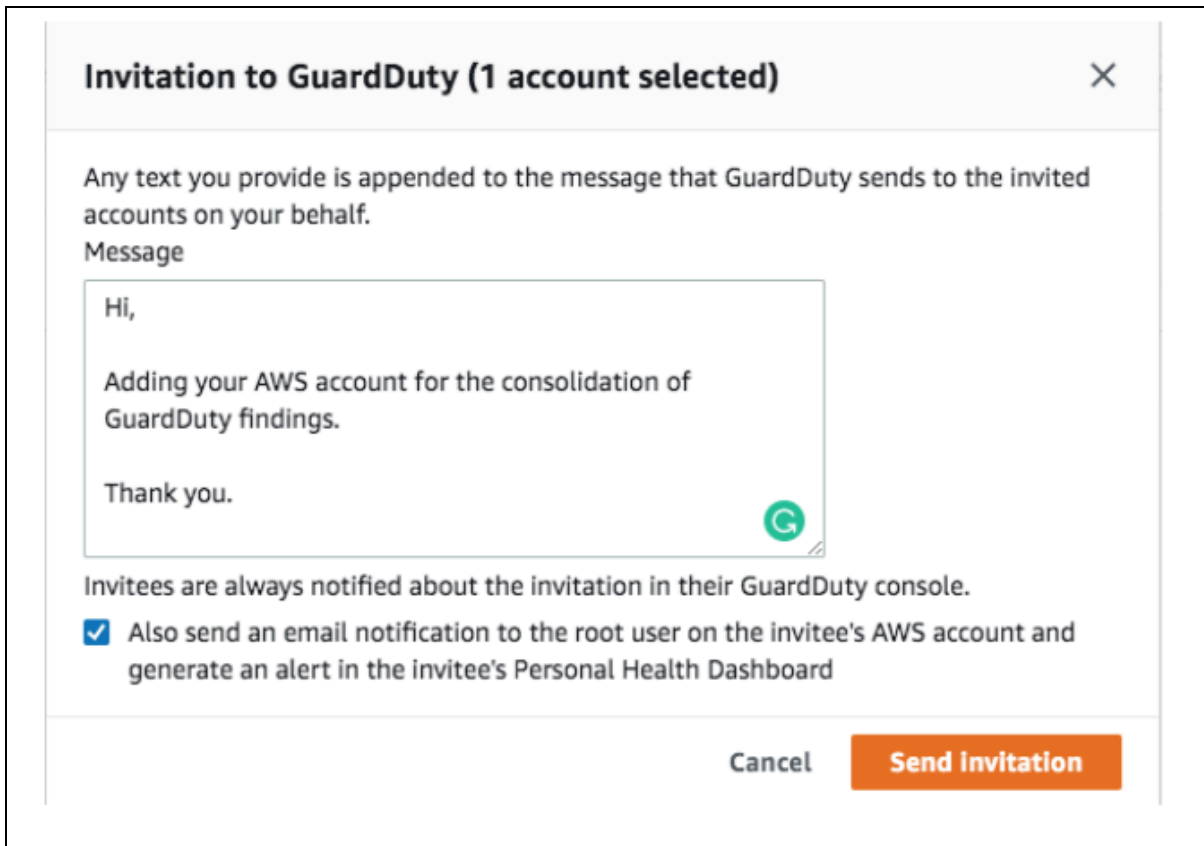 Invitation to GuardDuty (1 account selected)
Any text you provide is appended to the message that GuardDuty sends to the invited
accounts on your behalf.
Message
Hi,
Adding your AWS account for the consolidation of
GuardDuty findings.
Thank you.
Invitees are always notified about the invitation in their GuardDuty console.
Also send an email notification to the root user on the invitee's AWS account and
generate an alert in the invitee's Personal Health Dashboard
Cancel Send invitation